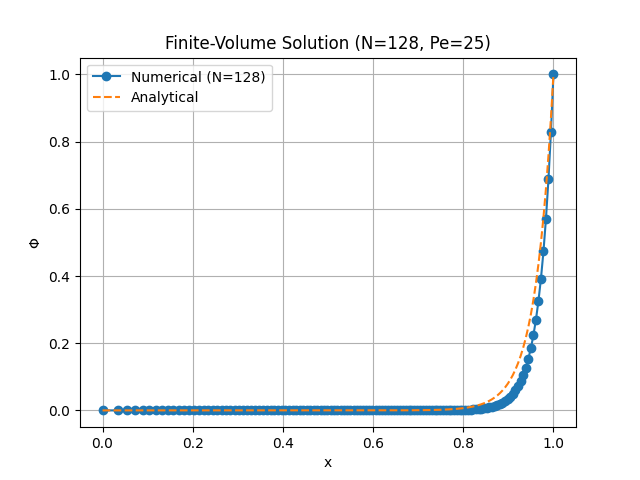 Finite-Volume Solution (N=128, Pe=25)
Numerical (N=128)
Analytical
1.0
0.8
0.6
0.4
0.2
0.0
Φ
0.0 0.2 0.4 0.6 0.8 1.0
x